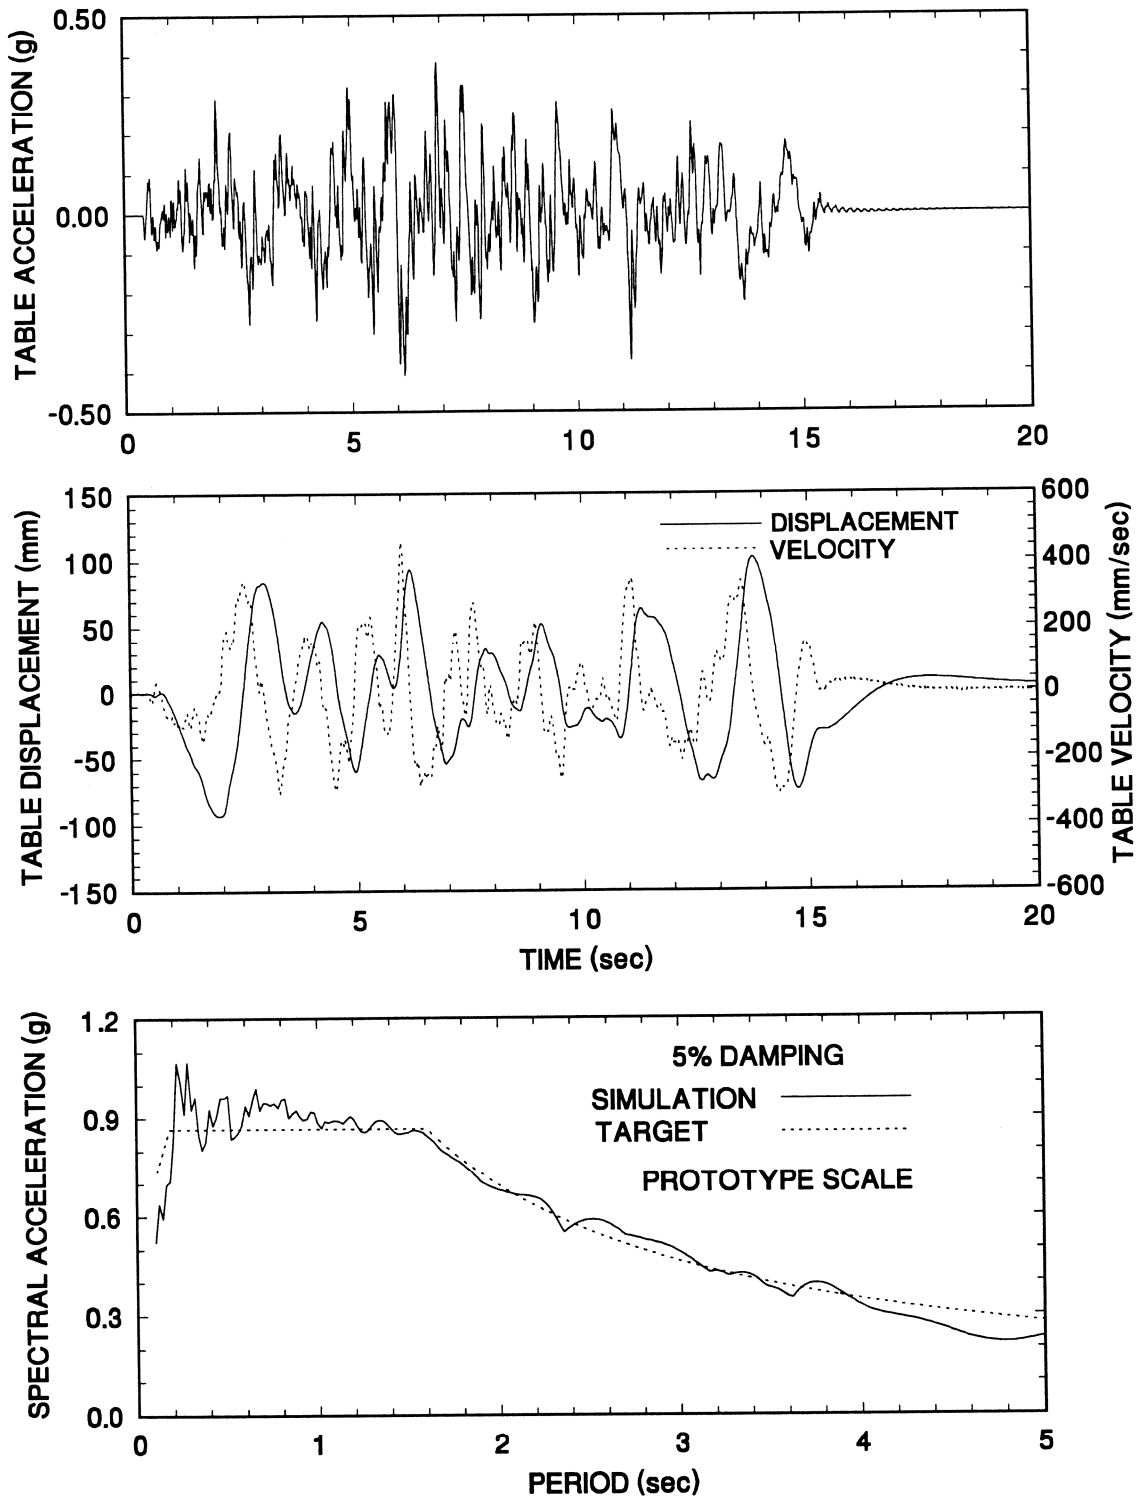 TABLE ACCELERATION (g)
0.50
0.00
-0.50
0 5 10 15 20
TABLE DISPLACEMENT (mm)
150
100
50
0
-50
-100
-150
DISPLACEMENT
VELOCITY
TABLE VELOCITY (mm/sec)
600
400
200
0
-200
-400
-600
0 5 10 15 20
TIME (sec)
SPECTRAL ACCELERATION (g)
1.2
0.9
0.6
0.3
0.0
5% DAMPING
SIMULATION
TARGET
PROTOTYPE SCALE
0 1 2 3 4 5
PERIOD (sec)